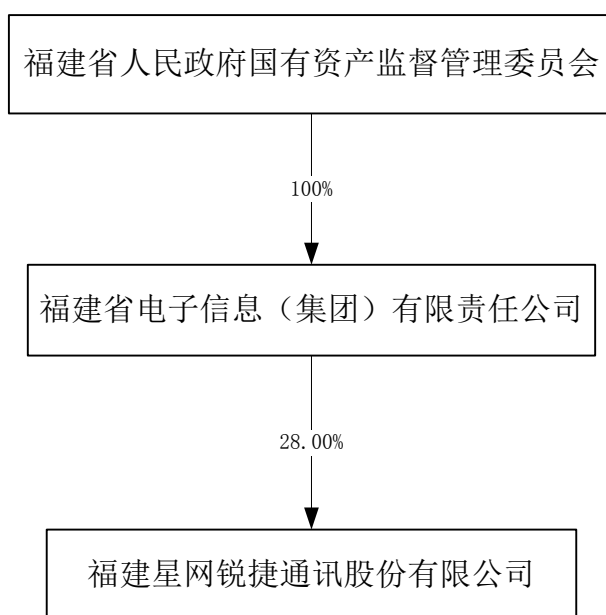 福建省人民政府国有资产监督管理委员会
100%
福建省电子信息（集团）有限责任公司
28.00%
福建星网锐捷通讯股份有限公司